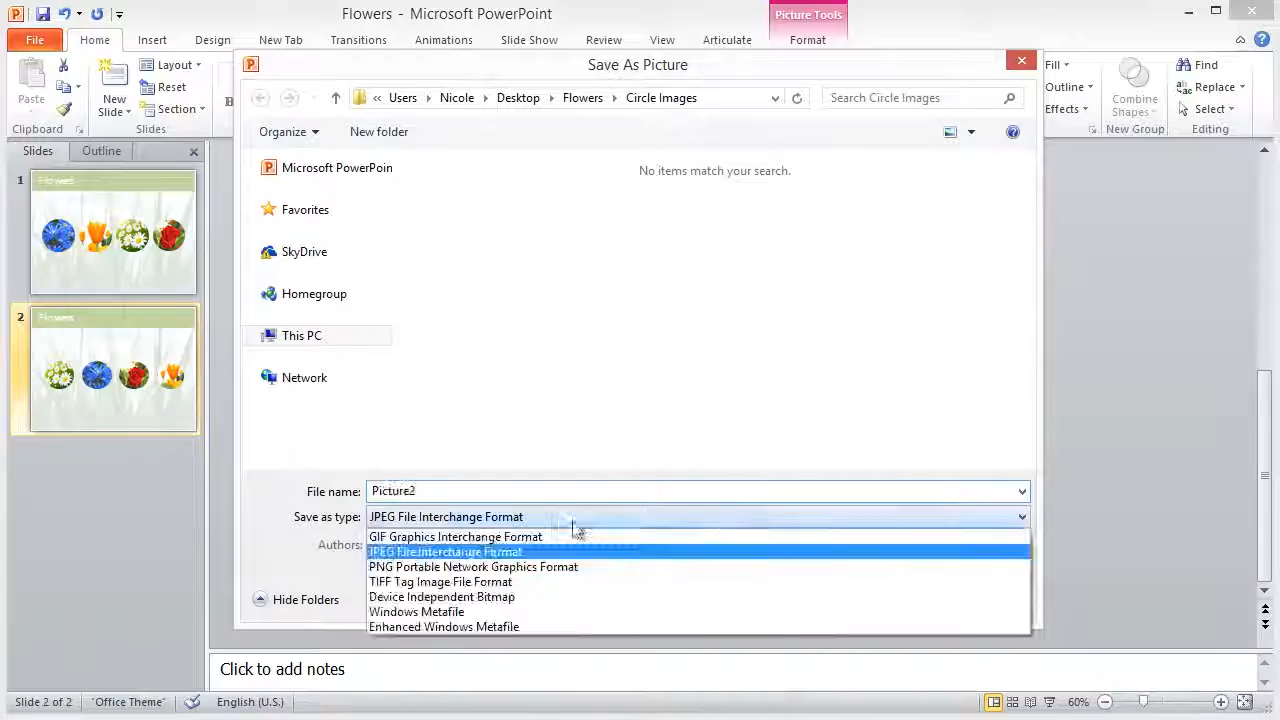 Flowers - Microsoft PowerPoint
Picture Tools
File Home Insert Design New Tab Transitions Animations Slide Show Review View Articulate Format
Paste
Clipboard
New
Slide
Layout
Reset
Section
Slides
Fill
Outline
Effects
Combine
Shapes
New Group
Find
Replace
Select
Editing
Save As Picture
« Users Nicole Desktop Flowers Circle Images
Search Circle Images
Organize New folder
Microsoft PowerPoin
Favorites
SkyDrive
Homegroup
This PC
Network
No items match your search.
File name: Picture2
Save as type: JPEG File Interchange Format
Authors:
GIF Graphics Interchange Format
JPEG File Interchange Format
PNG Portable Network Graphics Format
TIFF Tag Image File Format
Device Independent Bitmap
Windows Metafile
Enhanced Windows Metafile
Hide Folders
Slides Outline
1
Flowers
2
Flowers
Click to add notes
Slide 2 of 2 "Office Theme" English (U.S.) 60%